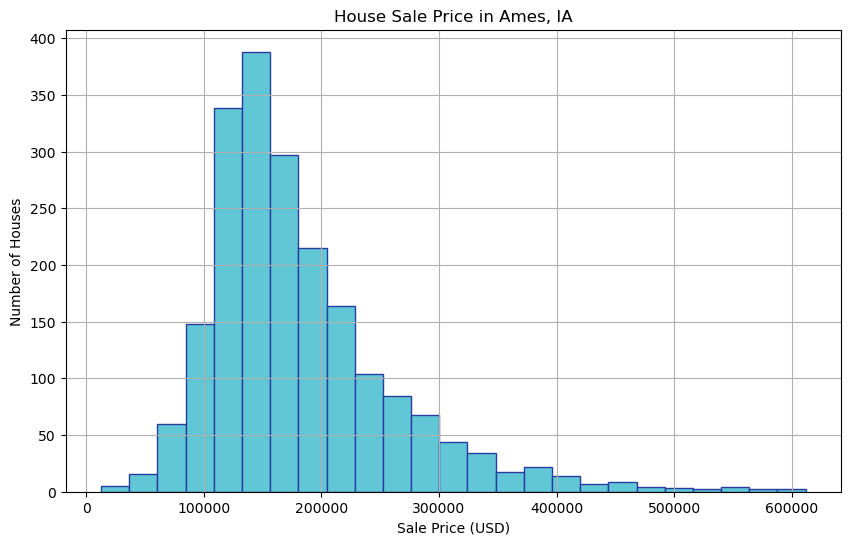 House Sale Price in Ames, IA
400
350
300
250
200
150
100
50
0
Number of Houses
0 100000 200000 300000 400000 500000 600000
Sale Price (USD)